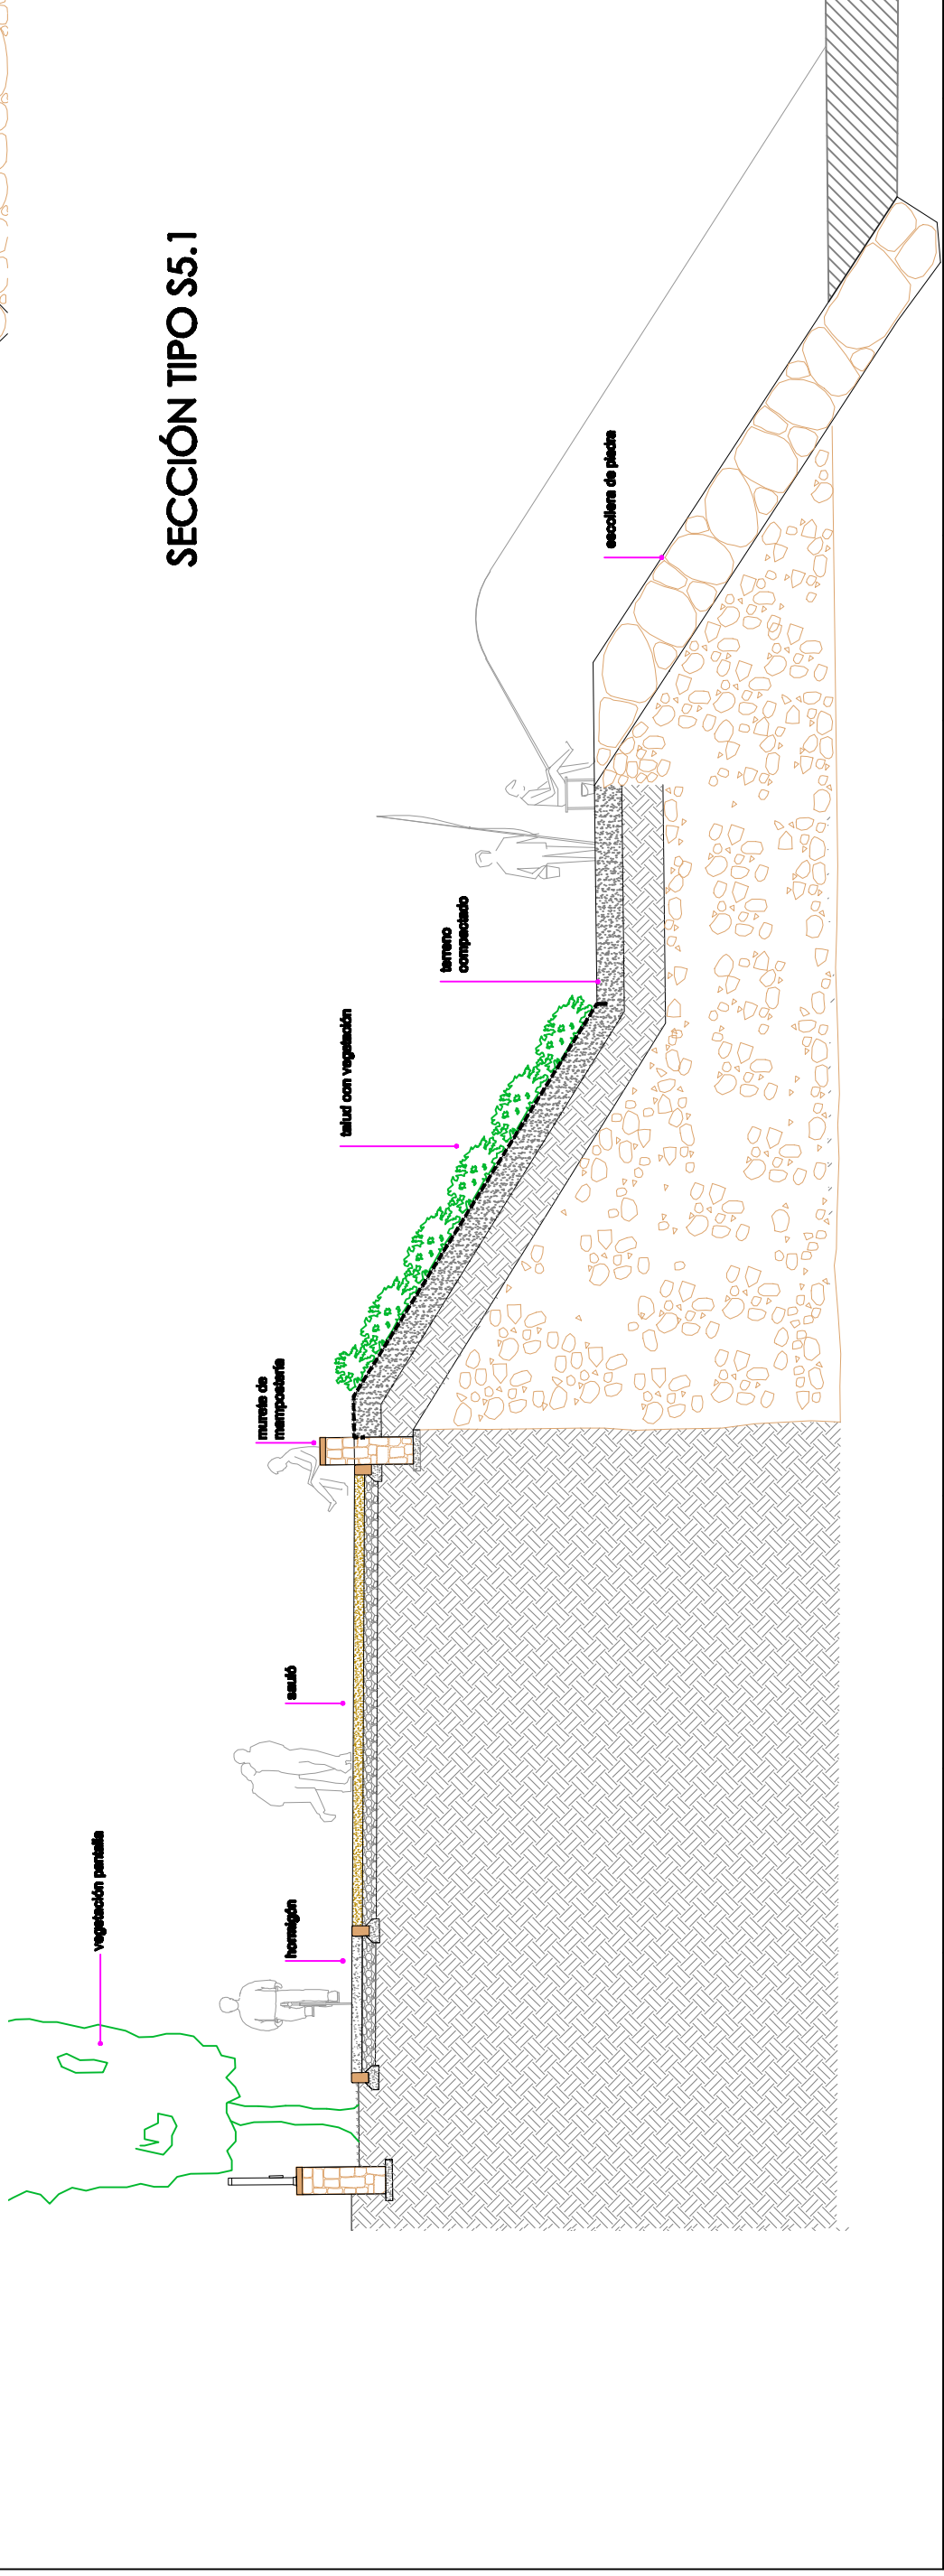 SECCIÓN TIPO S5.1
vegetación pantalla
hormigón
sauló
murete de
mampostería
talud con vegetación
terreno
compactado
escollera de piedra